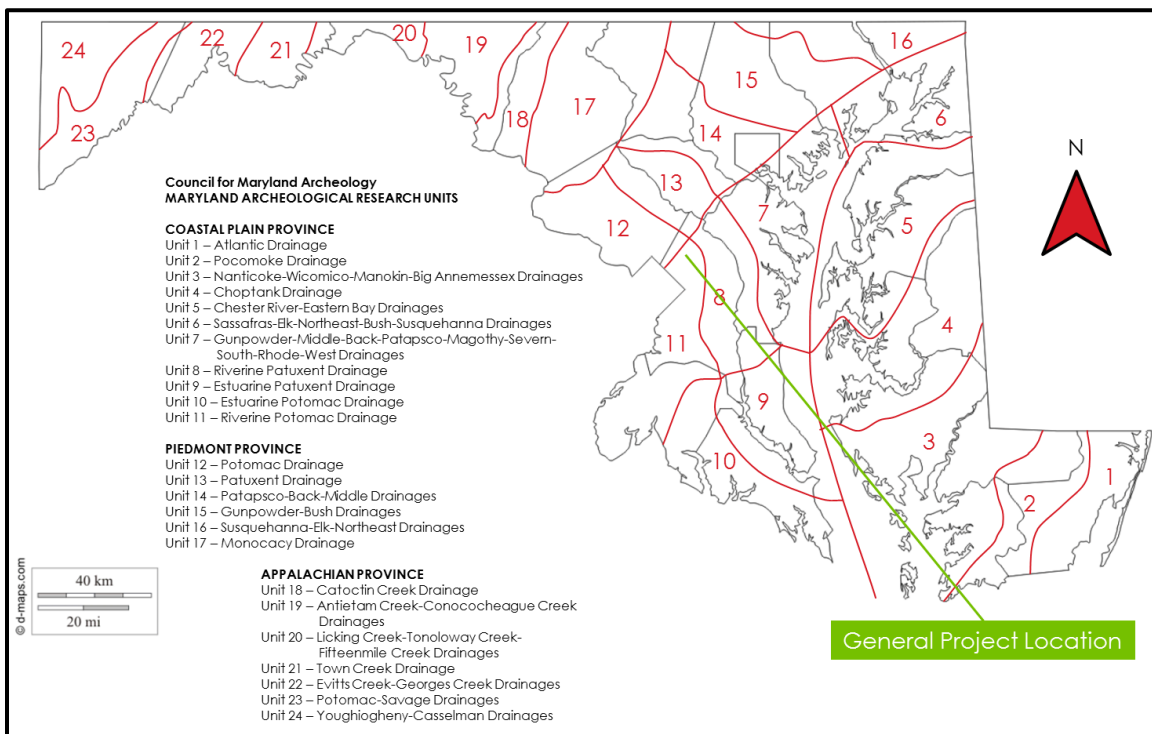 24
22
21
20
19
16
15
17
18
23
14
6
13
7
12
5
8
4
11
9
3
10
2
1
N
Council for Maryland Archeology
MARYLAND ARCHEOLOGICAL RESEARCH UNITS
COASTAL PLAIN PROVINCE
Unit 1 – Atlantic Drainage
Unit 2 – Pocomoke Drainage
Unit 3 – Nanticoke-Wicomico-Manokin-Big Annemessex Drainages
Unit 4 – Choptank Drainage
Unit 5 – Chester River-Eastern Bay Drainages
Unit 6 – Sassafras-Elk-Northeast-Bush-Susquehanna Drainages
Unit 7 – Gunpowder-Middle-Back-Patapsco-Magothy-Severn-
South-Rhode-West Drainages
Unit 8 – Riverine Patuxent Drainage
Unit 9 – Estuarine Patuxent Drainage
Unit 10 – Estuarine Potomac Drainage
Unit 11 – Riverine Potomac Drainage
PIEDMONT PROVINCE
Unit 12 – Potomac Drainage
Unit 13 – Patuxent Drainage
Unit 14 – Patapsco-Back-Middle Drainages
Unit 15 – Gunpowder-Bush Drainages
Unit 16 – Susquehanna-Elk-Northeast Drainages
Unit 17 – Monocacy Drainage
APPALACHIAN PROVINCE
Unit 18 – Catoctin Creek Drainage
Unit 19 – Antietam Creek-Conococheague Creek
Drainages
Unit 20 – Licking Creek-Tonoloway Creek-
Fifteenmile Creek Drainages
Unit 21 – Town Creek Drainage
Unit 22 – Evitts Creek-Georges Creek Drainages
Unit 23 – Potomac-Savage Drainages
Unit 24 – Youghiogheny-Casselman Drainages
© d-maps.com
40 km
20 mi
General Project Location